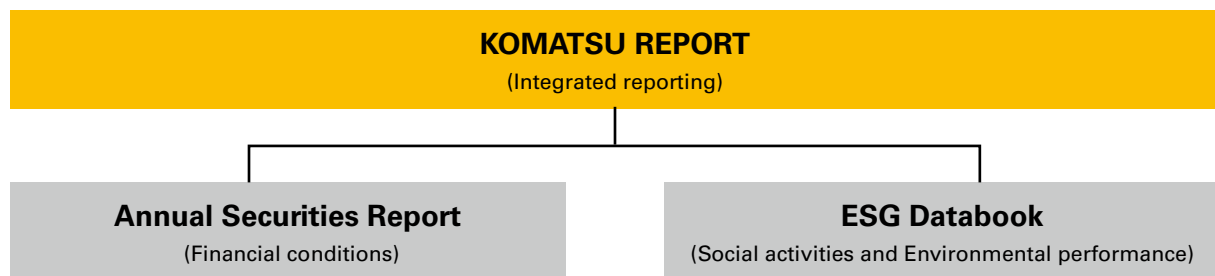 KOMATSU REPORT
(Integrated reporting)
Annual Securities Report
(Financial conditions)
ESG Databook
(Social activities and Environmental performance)